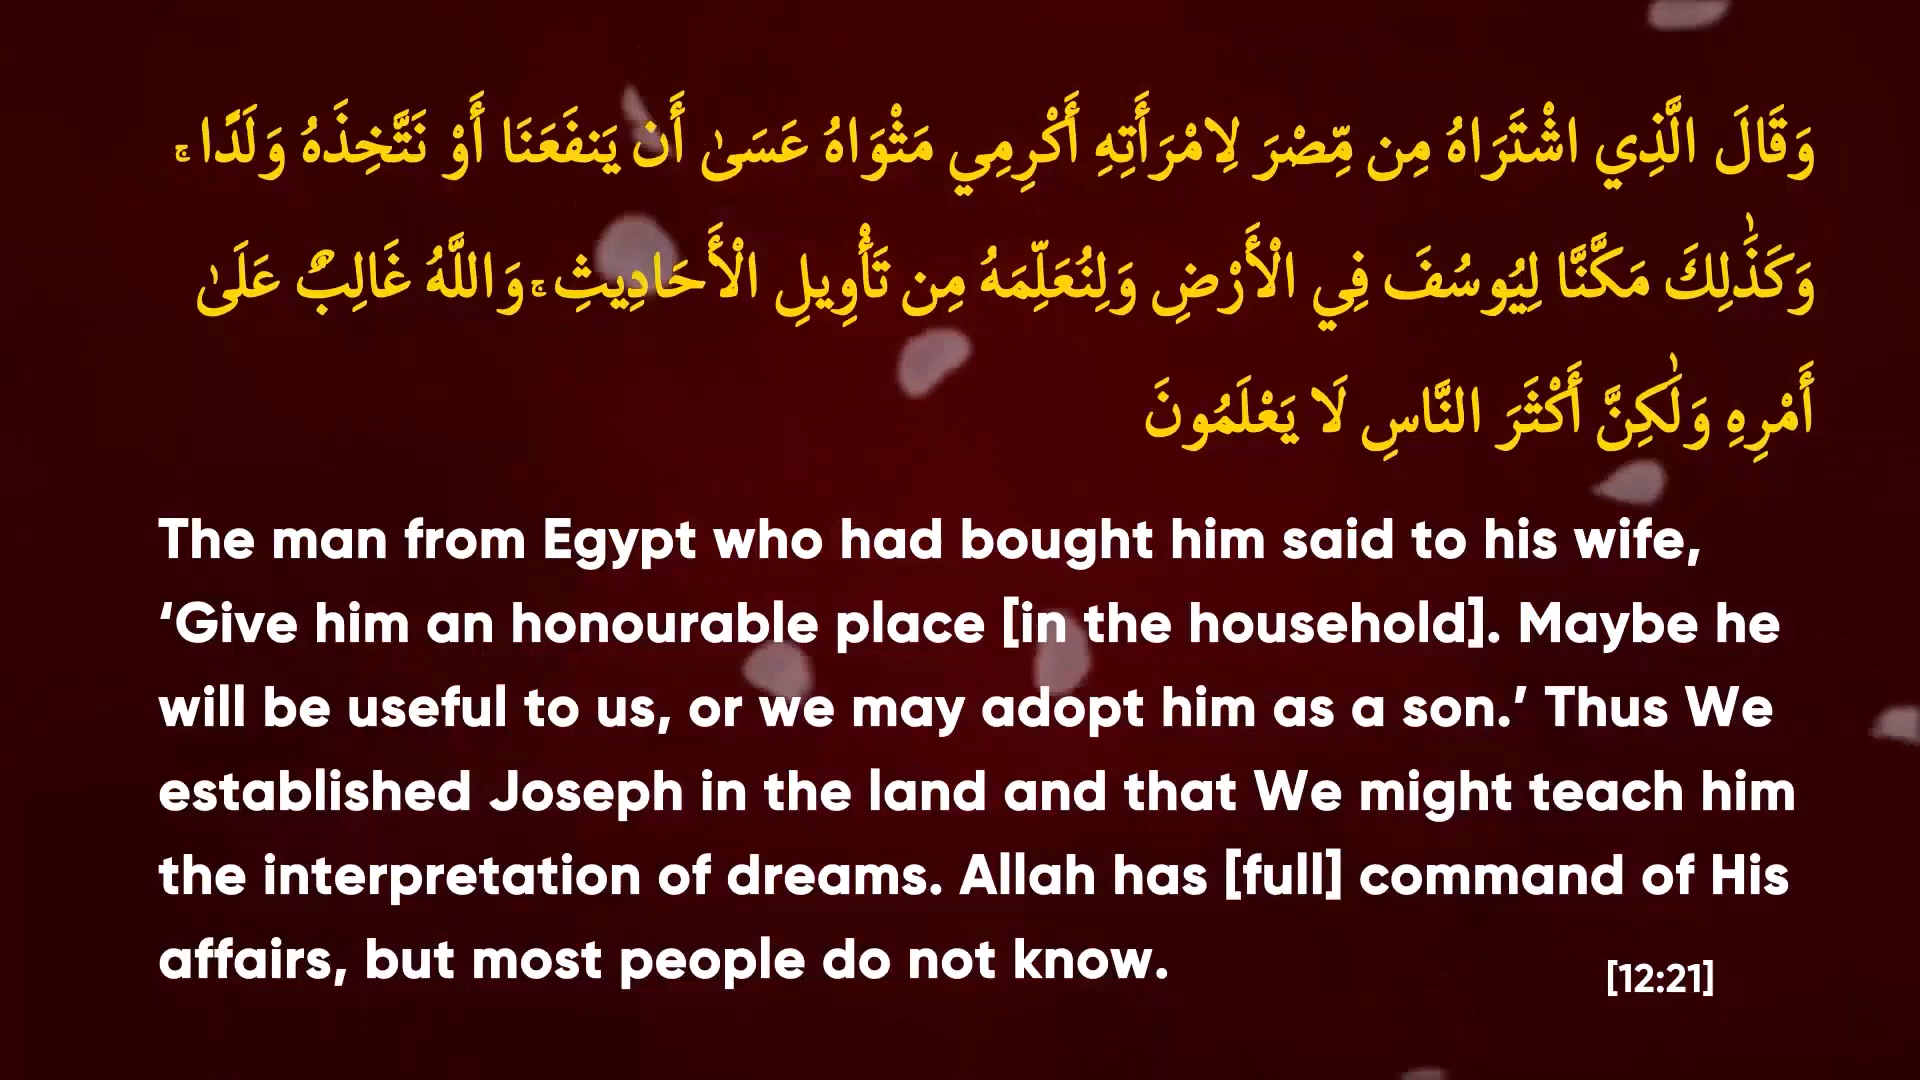 وَقَالَ الَّذِي اشْتَرَاهُ مِن مِّصْرَ لِامْرَأَتِهِ أَكْرِمِي مَثْوَاهُ عَسَىٰ أَن يَنفَعَنَا أَوْ نَتَّخِذَهُ وَلَدًا ۚ
وَكَذَٰلِكَ مَكَّنَّا لِيُوسُفَ فِي الْأَرْضِ وَلِنُعَلِّمَهُ مِن تَأْوِيلِ الْأَحَادِيثِ ۚ وَاللَّهُ غَالِبٌ عَلَىٰ
أَمْرِهِ وَلَٰكِنَّ أَكْثَرَ النَّاسِ لَا يَعْلَمُونَ
The man from Egypt who had bought him said to his wife,
‘Give him an honourable place [in the household]. Maybe he
will be useful to us, or we may adopt him as a son.’ Thus We
established Joseph in the land and that We might teach him
the interpretation of dreams. Allah has [full] command of His
affairs, but most people do not know.
[12:21]